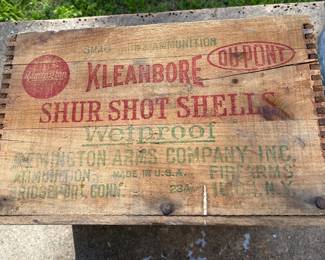 SMALL ARMS AMMUNITION
Remington
KLEANBORE
DU PONT
SHUR SHOT SHELLS
Wetproof
REMINGTON ARMS COMPANY, INC.
AMMUNITION MADE IN U.S.A. FIREARMS
BRIDGEPORT, CONN. 23A N.Y.